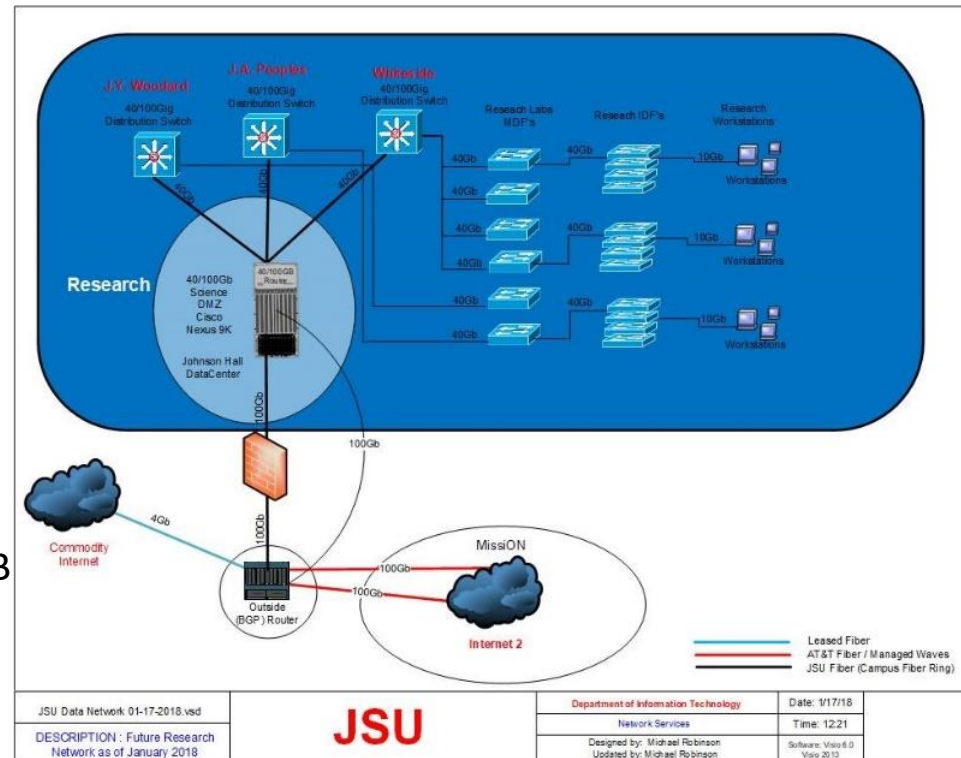 J.Y. Woodard
40/100Gig
Distribution Switch
J.A. Peoples
40/100Gig
Distribution Switch
Whiteside
40/100Gig
Distribution Switch
Reseach Labs
MDF's
Reseach IDF's
Research
Workstations
40Gb
40Gb
40Gb
40Gb
40Gb
40Gb
40Gb
40Gb
40Gb
40Gb
40Gb
40Gb
10Gb
10Gb
10Gb
Workstations
Workstations
Workstations
Research
40/100Gb
Science
DMZ
Cisco
Nexus 9K
Johnson Hall
DataCenter
40/100GB
Router
100Gb
100Gb
100Gb
4Gb
Commodity
Internet
B
Outside
(BGP) Router
100Gb
100Gb
MissiON
Internet 2
Leased Fiber
AT&T Fiber / Managed Waves
JSU Fiber (Campus Fiber Ring)
JSU Data Network 01-17-2018.vsd
DESCRIPTION : Future Research
Network as of January 2018
JSU
Department of Information Technology
Network Services
Designed by: Michael Robinson
Updated by: Michael Robinson
Date: 1/17/18
Time: 12:21
Software: Visio 6.0
Visio 2013